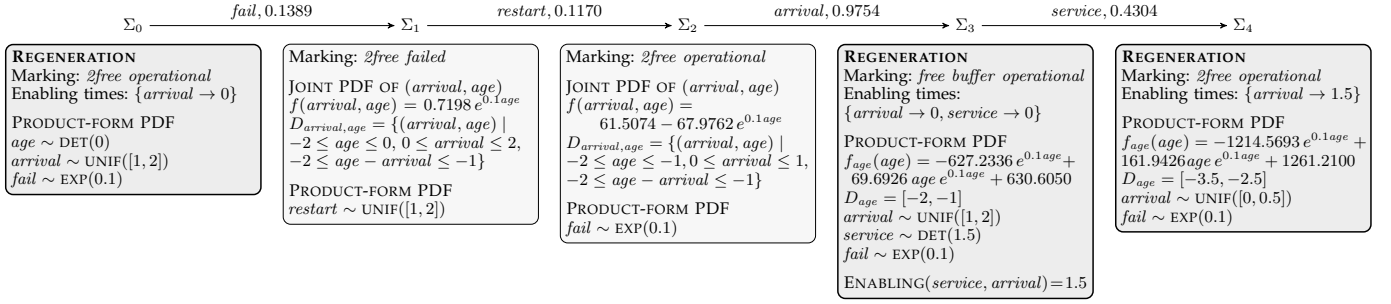 Σ₀ fail, 0.1389 Σ₁ restart, 0.1170 Σ₂ arrival, 0.9754 Σ₃ service, 0.4304 Σ₄
REGENERATION
Marking: 2free operational
Enabling times: {arrival → 0}
PRODUCT-FORM PDF
age ∼ DET(0)
arrival ∼ UNIF([1, 2])
fail ∼ EXP(0.1)
Marking: 2free failed
JOINT PDF OF (arrival, age)
f(arrival, age) = 0.7198 e^{0.1age}
D_{arrival,age} = {(arrival, age) |
−2 ≤ age ≤ 0, 0 ≤ arrival ≤ 2,
−2 ≤ age − arrival ≤ −1}
PRODUCT-FORM PDF
restart ∼ UNIF([1, 2])
Marking: 2free operational
JOINT PDF OF (arrival, age)
f(arrival, age) =
61.5074 − 67.9762 e^{0.1age}
D_{arrival,age} = {(arrival, age) |
−2 ≤ age ≤ −1, 0 ≤ arrival ≤ 1,
−2 ≤ age − arrival ≤ −1}
PRODUCT-FORM PDF
fail ∼ EXP(0.1)
REGENERATION
Marking: free buffer operational
Enabling times:
{arrival → 0, service → 0}
PRODUCT-FORM PDF
f_{age}(age) = −627.2336 e^{0.1age} +
69.6926 age e^{0.1age} + 630.6050
D_{age} = [−2, −1]
arrival ∼ UNIF([1, 2])
service ∼ DET(1.5)
fail ∼ EXP(0.1)
ENABLING(service, arrival) = 1.5
REGENERATION
Marking: 2free operational
Enabling times: {arrival → 1.5}
PRODUCT-FORM PDF
f_{age}(age) = −1214.5693 e^{0.1age} +
161.9426age e^{0.1age} + 1261.2100
D_{age} = [−3.5, −2.5]
arrival ∼ UNIF([0, 0.5])
fail ∼ EXP(0.1)